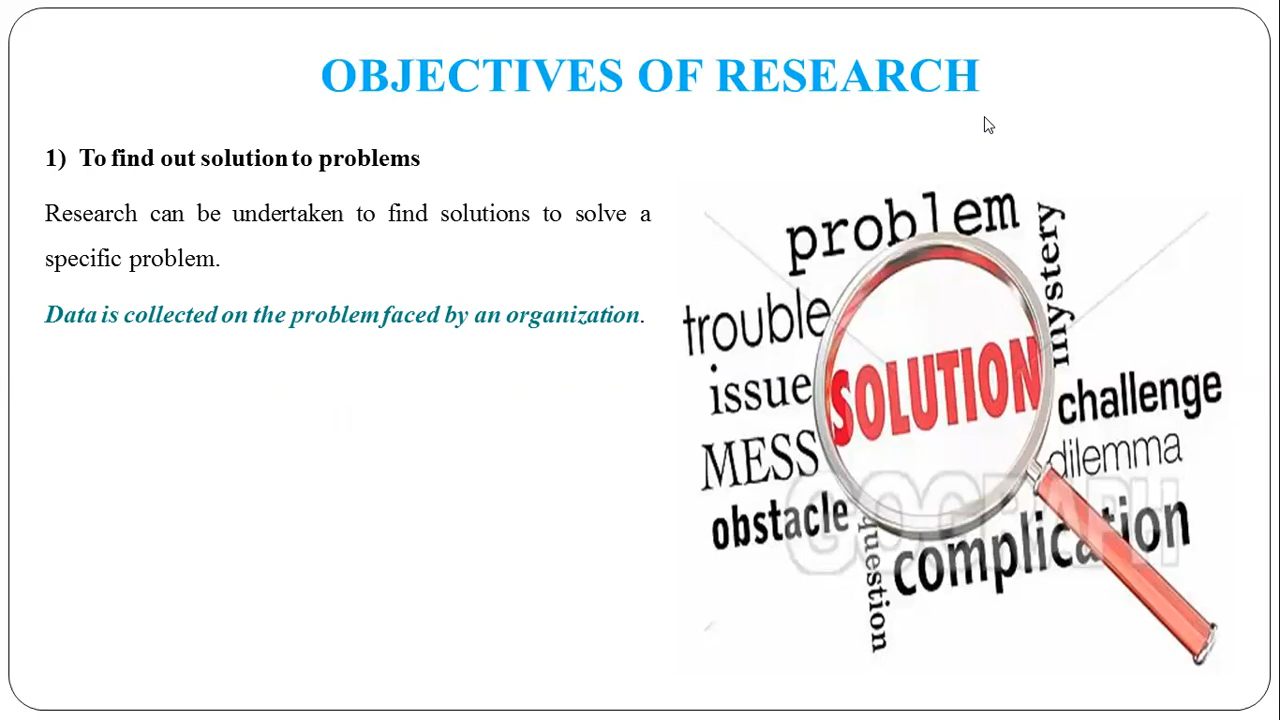 OBJECTIVES OF RESEARCH
1) To find out solution to problems
Research can be undertaken to find solutions to solve a
specific problem.
Data is collected on the problem faced by an organization.
problem
mystery
trouble
issue
SOLUTION
challenge
MESS
dilemma
obstacle
question
complication